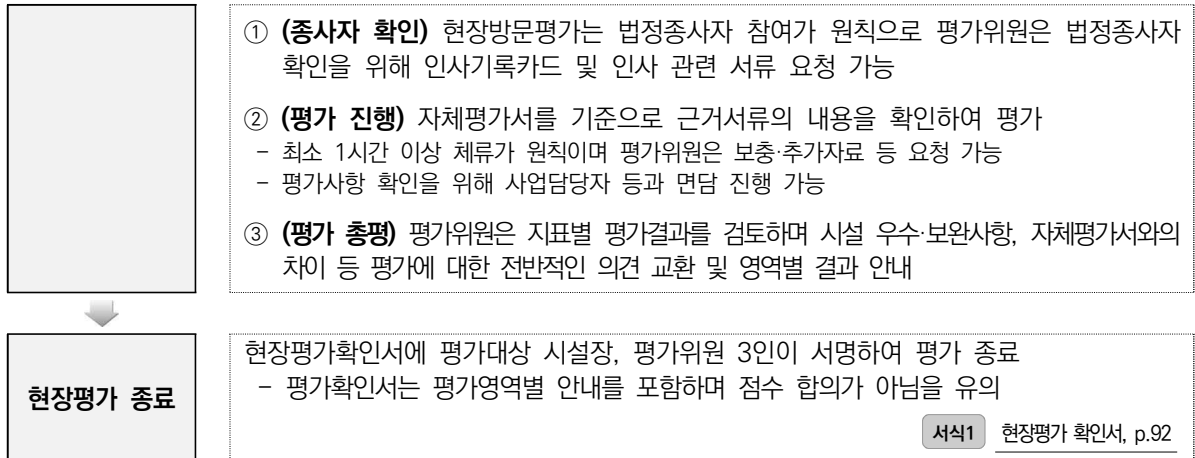 ① (종사자 확인) 현장방문평가는 법정종사자 참여가 원칙으로 평가위원은 법정종사자
확인을 위해 인사기록카드 및 인사 관련 서류 요청 가능
② (평가 진행) 자체평가서를 기준으로 근거서류의 내용을 확인하여 평가
- 최소 1시간 이상 체류가 원칙이며 평가위원은 보충·추가자료 등 요청 가능
- 평가사항 확인을 위해 사업담당자 등과 면담 진행 가능
③ (평가 총평) 평가위원은 지표별 평가결과를 검토하며 시설 우수·보완사항, 자체평가서와의
차이 등 평가에 대한 전반적인 의견 교환 및 영역별 결과 안내
현장평가 종료
현장평가확인서에 평가대상 시설장, 평가위원 3인이 서명하여 평가 종료
- 평가확인서는 평가영역별 안내를 포함하며 점수 합의가 아님을 유의
서식1 현장평가 확인서, p.92